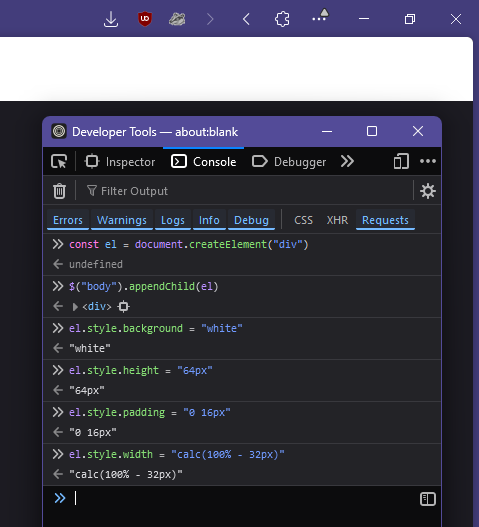 UO
Developer Tools — about:blank
Inspector Console Debugger
Filter Output
Errors Warnings Logs Info Debug CSS XHR Requests
const el = document.createElement("div")
undefined
$("body").appendChild(el)
<div>
el.style.background = "white"
"white"
el.style.height = "64px"
"64px"
el.style.padding = "0 16px"
"0 16px"
el.style.width = "calc(100% - 32px)"
"calc(100% - 32px)"